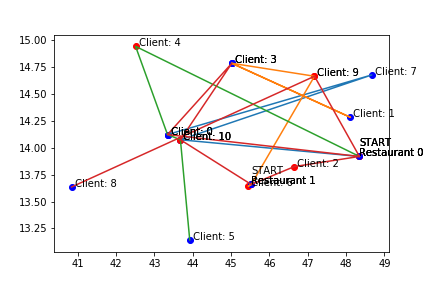 15.00
14.75
14.50
14.25
14.00
13.75
13.50
13.25
41
42
43
44
45
46
47
48
49
Client: 4
Client: 3
Client: 9
Client: 7
Client: 1
Client: 0
Client: 10
START
Restaurant 0
Client: 2
START
Restaurant 1
Client: 8
Client: 5